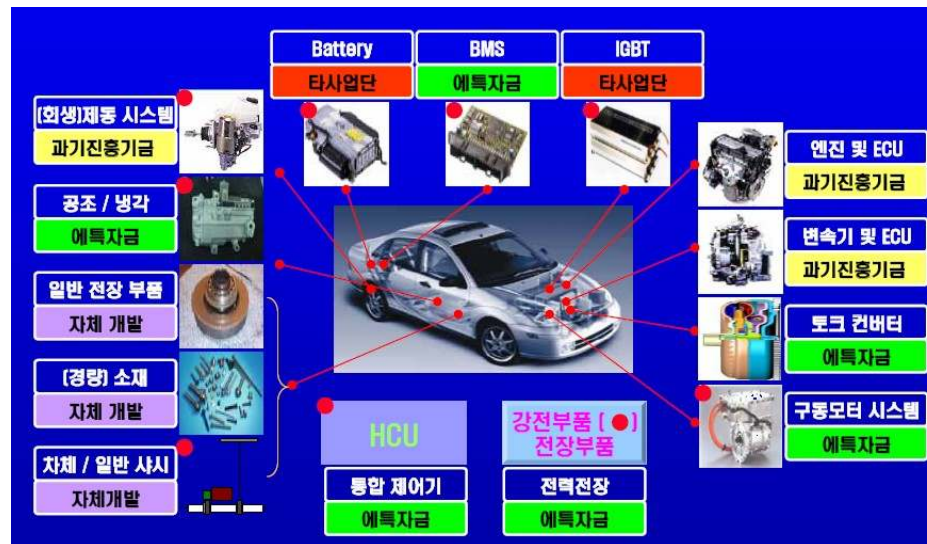 Battery
타사업단
BMS
에특자금
IGBT
타사업단
(회생)제동 시스템
과기진흥기금
공조 / 냉각
에특자금
일반 전장 부품
자체 개발
(경량) 소재
자체 개발
차체 / 일반 샤시
자체개발
엔진 및 ECU
과기진흥기금
변속기 및 ECU
과기진흥기금
토크 컨버터
에특자금
구동모터 시스템
에특자금
HCU
통합 제어기
에특자금
강전부품 ( ● )
전장부품
전력전장
에특자금